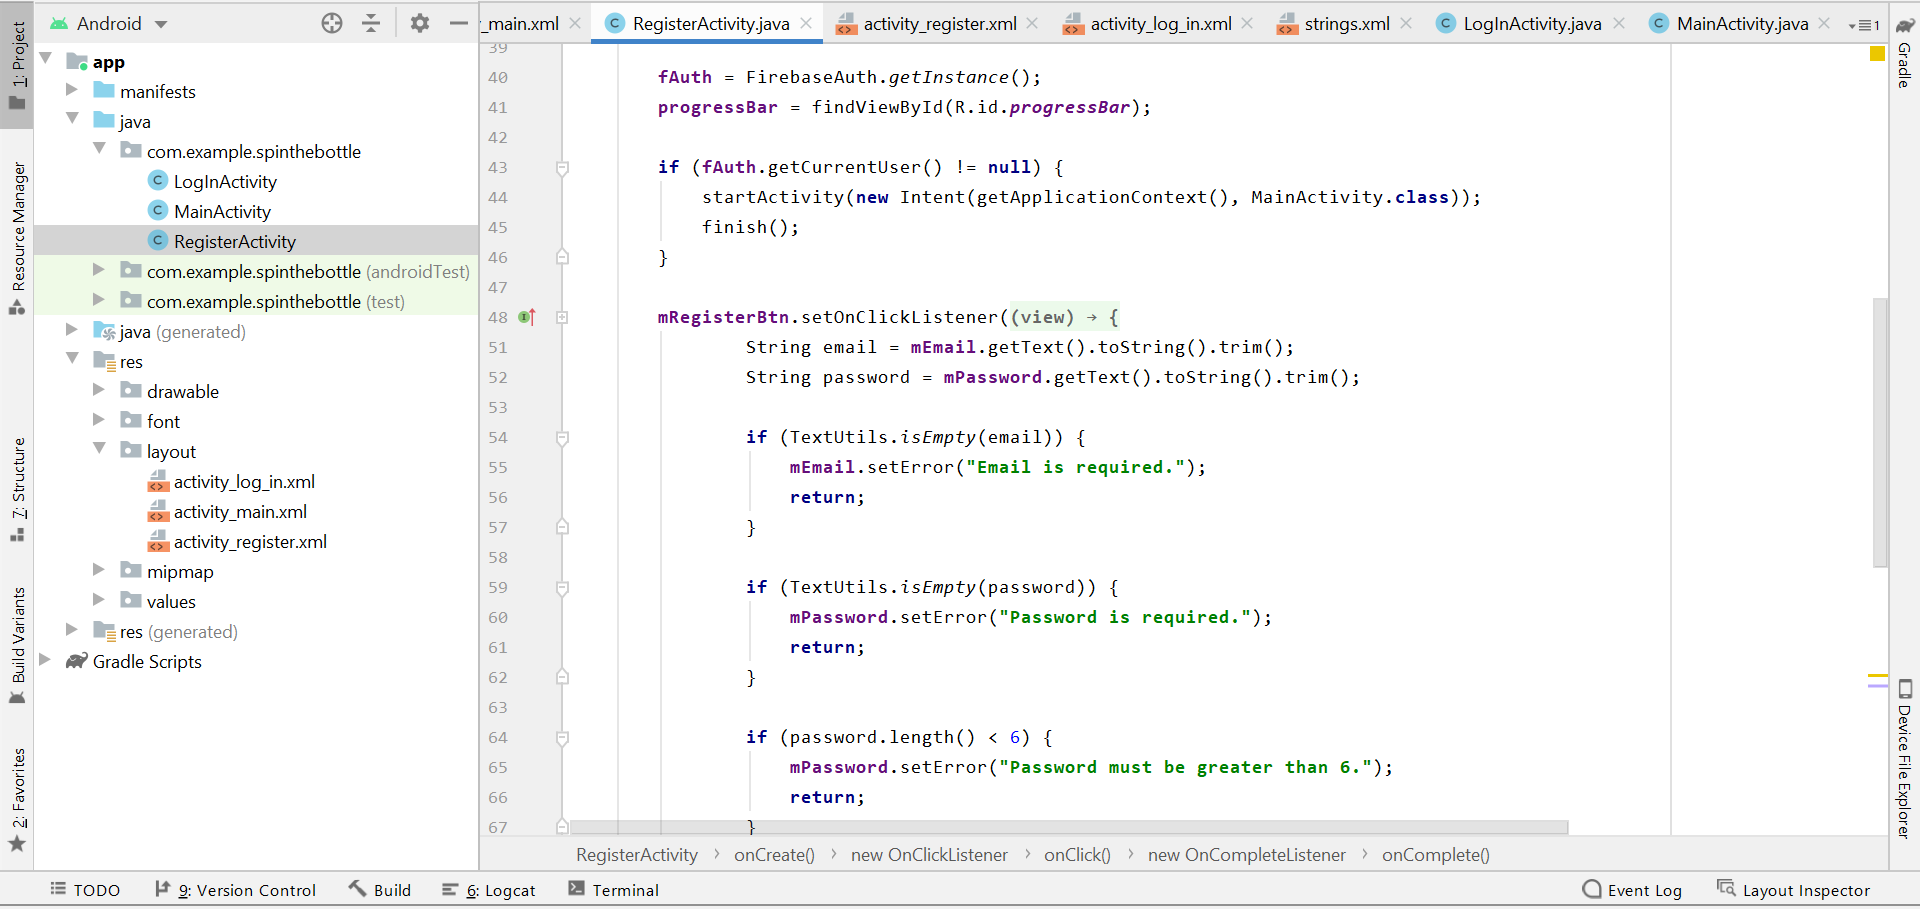 1: Project
Resource Manager
7: Structure
Build Variants
2: Favorites
Android
app
manifests
java
com.example.spinthebottle
LogInActivity
MainActivity
RegisterActivity
com.example.spinthebottle (androidTest)
com.example.spinthebottle (test)
java (generated)
res
drawable
font
layout
activity_log_in.xml
activity_main.xml
activity_register.xml
mipmap
values
res (generated)
Gradle Scripts
_main.xml RegisterActivity.java activity_register.xml activity_log_in.xml strings.xml LogInActivity.java MainActivity.java 1
39
40 fAuth = FirebaseAuth.getInstance();
41 progressBar = findViewById(R.id.progressBar);
42
43 if (fAuth.getCurrentUser() != null) {
44 startActivity(new Intent(getApplicationContext(), MainActivity.class));
45 finish();
46 }
47
48 mRegisterBtn.setOnClickListener((view) → {
51 String email = mEmail.getText().toString().trim();
52 String password = mPassword.getText().toString().trim();
53
54 if (TextUtils.isEmpty(email)) {
55 mEmail.setError("Email is required.");
56 return;
57 }
58
59 if (TextUtils.isEmpty(password)) {
60 mPassword.setError("Password is required.");
61 return;
62 }
63
64 if (password.length() < 6) {
65 mPassword.setError("Password must be greater than 6.");
66 return;
67 }
RegisterActivity › onCreate() › new OnClickListener › onClick() › new OnCompleteListener › onComplete()
Gradle
Device File Explorer
TODO 9: Version Control Build 6: Logcat Terminal Event Log Layout Inspector